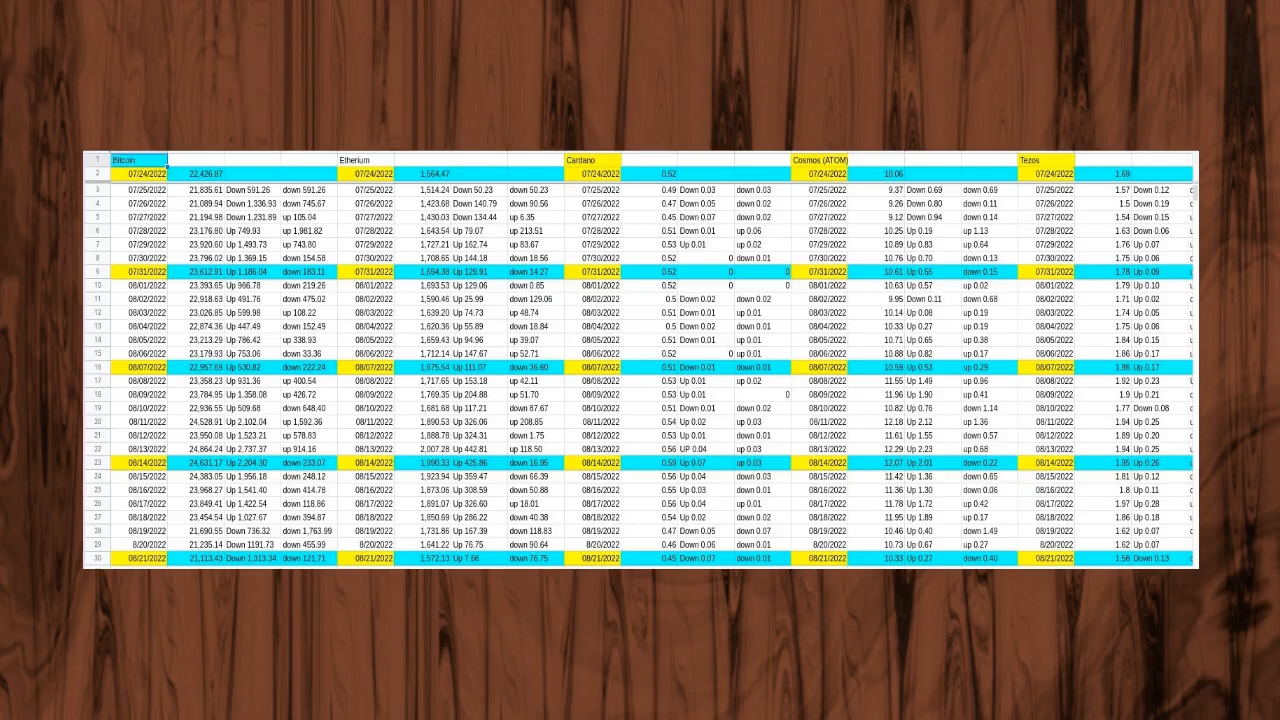 1 Bitcoin Etherium Cardano Cosmos (ATOM) Tezos
2 07/24/2022 22,426.87 07/24/2022 1,564.47 07/24/2022 0.52 07/24/2022 10.06 07/24/2022 1.69
3 07/25/2022 21,835.61 Down 591.26 down 591.26 07/25/2022 1,514.24 Down 50.23 down 50.23 07/25/2022 0.49 Down 0.03 down 0.03 07/25/2022 9.37 Down 0.69 down 0.69 07/25/2022 1.57 Down 0.12
4 07/26/2022 21,089.94 Down 1,336.93 down 745.67 07/26/2022 1,423.68 Down 140.79 down 90.56 07/26/2022 0.47 Down 0.05 down 0.02 07/26/2022 9.26 Down 0.80 down 0.11 07/26/2022 1.5 Down 0.19
5 07/27/2022 21,194.98 Down 1,231.89 up 105.04 07/27/2022 1,430.03 Down 134.44 up 6.35 07/27/2022 0.45 Down 0.07 down 0.02 07/27/2022 9.12 Down 0.94 down 0.14 07/27/2022 1.54 Down 0.15
6 07/28/2022 23,176.80 Up 749.93 up 1,981.82 07/28/2022 1,643.54 Up 79.07 up 213.51 07/28/2022 0.51 Down 0.01 up 0.06 07/28/2022 10.25 Up 0.19 up 1.13 07/28/2022 1.63 Down 0.06
7 07/29/2022 23,920.60 Up 1,493.73 up 743.80 07/29/2022 1,727.21 Up 162.74 up 83.67 07/29/2022 0.53 Up 0.01 up 0.02 07/29/2022 10.89 Up 0.83 up 0.64 07/29/2022 1.76 Up 0.07
8 07/30/2022 23,796.02 Up 1,369.15 down 154.58 07/30/2022 1,708.65 Up 144.18 down 18.56 07/30/2022 0.52 0 down 0.01 07/30/2022 10.76 Up 0.70 down 0.13 07/30/2022 1.75 Up 0.06
9 07/31/2022 23,612.91 Up 1,186.04 down 183.11 07/31/2022 1,694.38 Up 129.91 down 14.27 07/31/2022 0.52 0 0 07/31/2022 10.61 Up 0.55 down 0.15 07/31/2022 1.78 Up 0.09
10 08/01/2022 23,393.65 Up 966.78 down 219.26 08/01/2022 1,693.53 Up 129.06 down 0.85 08/01/2022 0.52 0 0 08/01/2022 10.63 Up 0.57 up 0.02 08/01/2022 1.79 Up 0.10
11 08/02/2022 22,918.63 Up 491.76 down 475.02 08/02/2022 1,590.46 Up 25.99 down 129.06 08/02/2022 0.5 Down 0.02 down 0.02 08/02/2022 9.95 Down 0.11 down 0.68 08/02/2022 1.71 Up 0.02
12 08/03/2022 23,026.85 Up 599.98 up 108.22 08/03/2022 1,639.20 Up 74.73 up 48.74 08/03/2022 0.51 Down 0.01 up 0.01 08/03/2022 10.14 Up 0.08 up 0.19 08/03/2022 1.74 Up 0.05
13 08/04/2022 22,874.36 Up 447.49 down 152.49 08/04/2022 1,620.36 Up 55.89 down 18.84 08/04/2022 0.5 Down 0.02 down 0.01 08/04/2022 10.33 Up 0.27 up 0.19 08/04/2022 1.75 Up 0.06
14 08/05/2022 23,213.29 Up 786.42 up 338.93 08/05/2022 1,659.43 Up 94.96 up 39.07 08/05/2022 0.51 Down 0.01 up 0.01 08/05/2022 10.71 Up 0.65 up 0.38 08/05/2022 1.84 Up 0.15
15 08/06/2022 23,179.93 Up 753.06 down 33.36 08/06/2022 1,712.14 Up 147.67 up 52.71 08/06/2022 0.52 0 up 0.01 08/06/2022 10.88 Up 0.82 up 0.17 08/06/2022 1.86 Up 0.17
16 08/07/2022 22,957.69 Up 530.82 down 222.24 08/07/2022 1,675.54 Up 111.07 down 36.60 08/07/2022 0.51 Down 0.01 down 0.01 08/07/2022 10.59 Up 0.53 up 0.29 08/07/2022 1.86 Up 0.17
17 08/08/2022 23,358.23 Up 931.36 up 400.54 08/08/2022 1,717.65 Up 153.18 up 42.11 08/08/2022 0.53 Up 0.01 up 0.02 08/08/2022 11.55 Up 1.49 up 0.96 08/08/2022 1.92 Up 0.23
18 08/09/2022 23,784.95 Up 1,358.08 up 426.72 08/09/2022 1,769.35 Up 204.88 up 51.70 08/09/2022 0.53 Up 0.01 0 08/09/2022 11.96 Up 1.90 up 0.41 08/09/2022 1.9 Up 0.21
19 08/10/2022 22,936.55 Up 509.68 down 648.40 08/10/2022 1,681.68 Up 117.21 down 87.67 08/10/2022 0.51 Down 0.01 down 0.02 08/10/2022 10.82 Up 0.76 down 1.14 08/10/2022 1.77 Down 0.08
20 08/11/2022 24,528.91 Up 2,102.04 up 1,592.36 08/11/2022 1,890.53 Up 326.06 up 208.85 08/11/2022 0.54 Up 0.02 up 0.03 08/11/2022 12.18 Up 2.12 up 1.36 08/11/2022 1.94 Up 0.25
21 08/12/2022 23,950.08 Up 1,523.21 up 578.83 08/12/2022 1,888.78 Up 324.31 down 1.75 08/12/2022 0.53 Up 0.01 down 0.01 08/12/2022 11.61 Up 1.55 down 0.57 08/12/2022 1.89 Up 0.20
22 08/13/2022 24,864.24 Up 2,737.37 up 914.16 08/13/2022 2,007.28 Up 442.81 up 118.50 08/13/2022 0.56 UP 0.04 up 0.03 08/13/2022 12.29 Up 2.23 up 0.68 08/13/2022 1.94 Up 0.25
23 08/14/2022 24,631.17 Up 2,204.30 down 233.07 08/14/2022 1,990.33 Up 425.86 down 16.95 08/14/2022 0.59 Up 0.07 up 0.03 08/14/2022 12.07 Up 2.01 down 0.22 08/14/2022 1.95 Up 0.26
24 08/15/2022 24,383.05 Up 1,956.18 down 248.12 08/15/2022 1,923.94 Up 359.47 down 66.39 08/15/2022 0.56 Up 0.04 down 0.03 08/15/2022 11.42 Up 1.36 down 0.65 08/15/2022 1.81 Up 0.12
25 08/16/2022 23,968.27 Up 1,541.40 down 414.78 08/16/2022 1,873.06 Up 308.59 down 50.88 08/16/2022 0.55 Up 0.03 down 0.01 08/16/2022 11.36 Up 1.30 down 0.06 08/16/2022 1.8 Up 0.11
26 08/17/2022 23,849.41 Up 1,422.54 down 118.86 08/17/2022 1,891.07 Up 326.60 up 18.01 08/17/2022 0.56 Up 0.04 up 0.01 08/17/2022 11.78 Up 1.72 up 0.42 08/17/2022 1.97 Up 0.28
27 08/18/2022 23,454.54 Up 1,027.67 down 394.87 08/18/2022 1,850.69 Up 286.22 down 40.38 08/18/2022 0.54 Up 0.02 down 0.02 08/18/2022 11.95 Up 1.89 up 0.17 08/18/2022 1.86 Up 0.18
28 08/19/2022 21,690.55 Down 736.32 down 1,763.99 08/19/2022 1,731.86 Up 167.39 down 118.83 08/19/2022 0.47 Down 0.05 down 0.07 08/19/2022 10.46 Up 0.40 down 1.49 08/19/2022 1.62 Up 0.07
29 8/20/2022 21,235.14 Down 1191.73 down 455.99 8/20/2022 1,641.22 Up 76.75 down 90.64 8/20/2022 0.46 Down 0.06 down 0.01 8/20/2022 10.73 Up 0.67 up 0.27 8/20/2022 1.62 Up 0.07
30 08/21/2022 21,113.43 Down 1,313.34 down 121,71 08/21/2022 1,572.13 Up 7.66 down 76.75 08/21/2022 0.45 Down 0.07 down 0.01 08/21/2022 10.33 Up 0.27 down 0.40 08/21/2022 1.56 Down 0.13